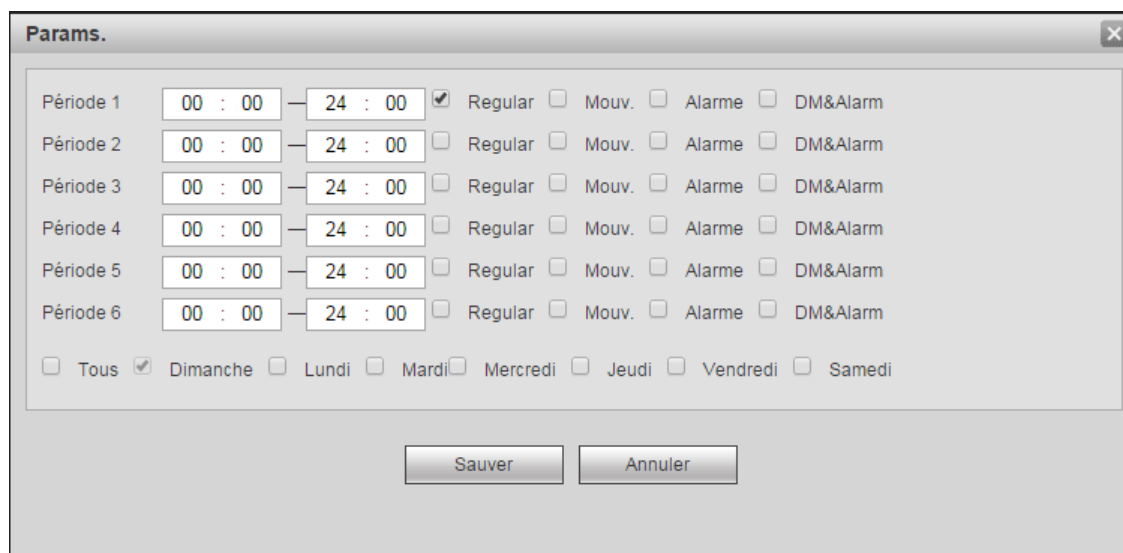 Params.
Période 1 00 : 00 — 24 : 00 Regular Mouv. Alarme DM&Alarm
Période 2 00 : 00 — 24 : 00 Regular Mouv. Alarme DM&Alarm
Période 3 00 : 00 — 24 : 00 Regular Mouv. Alarme DM&Alarm
Période 4 00 : 00 — 24 : 00 Regular Mouv. Alarme DM&Alarm
Période 5 00 : 00 — 24 : 00 Regular Mouv. Alarme DM&Alarm
Période 6 00 : 00 — 24 : 00 Regular Mouv. Alarme DM&Alarm
Tous Dimanche Lundi Mardi Mercredi Jeudi Vendredi Samedi
Sauver Annuler